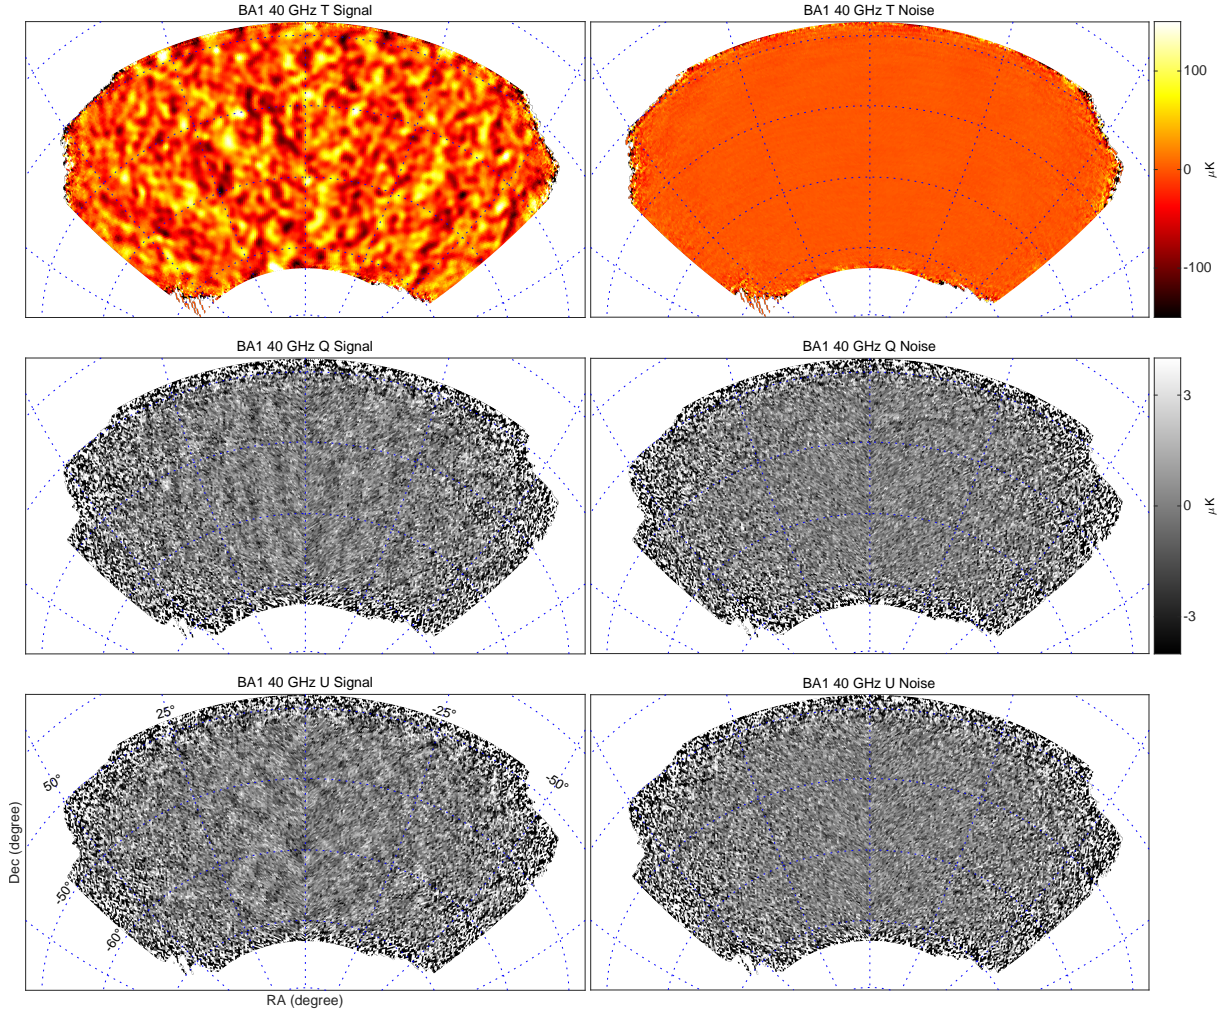 BA1 40 GHz T Signal
BA1 40 GHz T Noise
100
0
-100
μK
BA1 40 GHz Q Signal
BA1 40 GHz Q Noise
3
0
-3
μK
BA1 40 GHz U Signal
BA1 40 GHz U Noise
25°
-25°
50°
-50°
-50°
-60°
Dec (degree)
RA (degree)